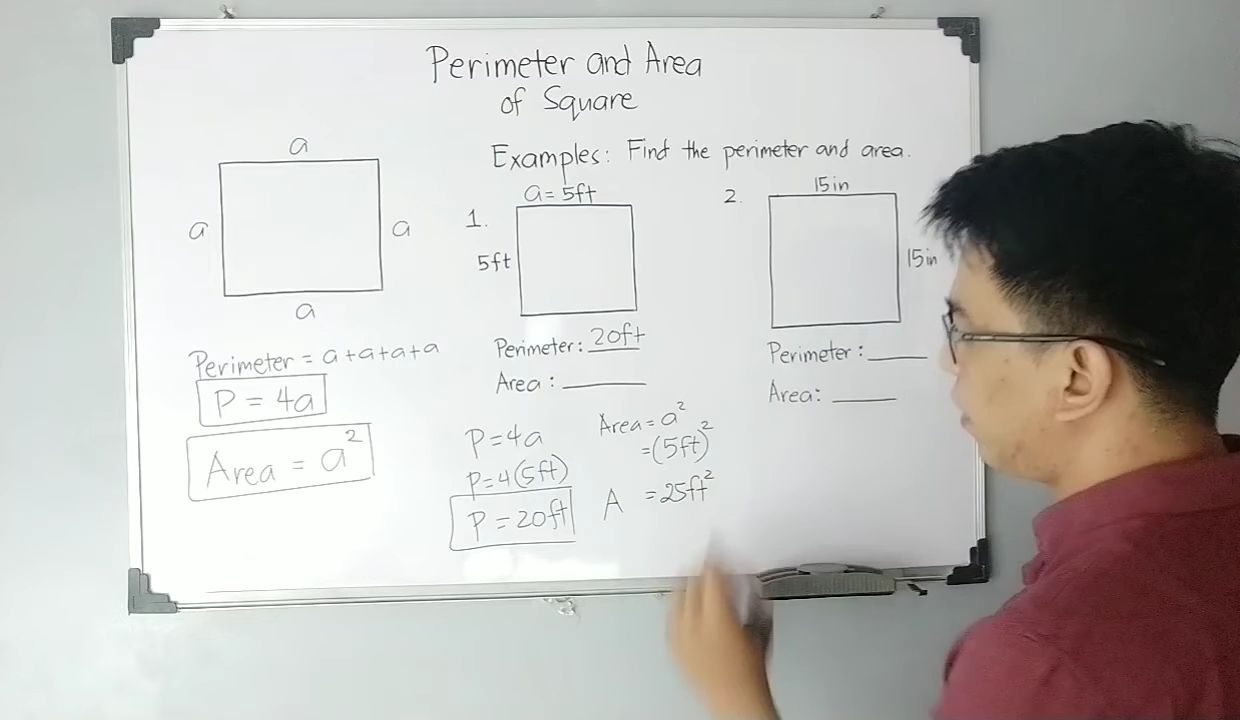 Perimeter and Area
of Square
a
a
a
a
Perimeter = a+a+a+a
P = 4a
Area = a²
Examples: Find the perimeter and area.
1.
a = 5ft
5ft
Perimeter: 20ft
Area: ____
P=4a
P=4(5ft)
P=20ft
Area=a²
=(5ft)²
A =25ft²
2.
15in
15in
Perimeter: ____
Area: ____